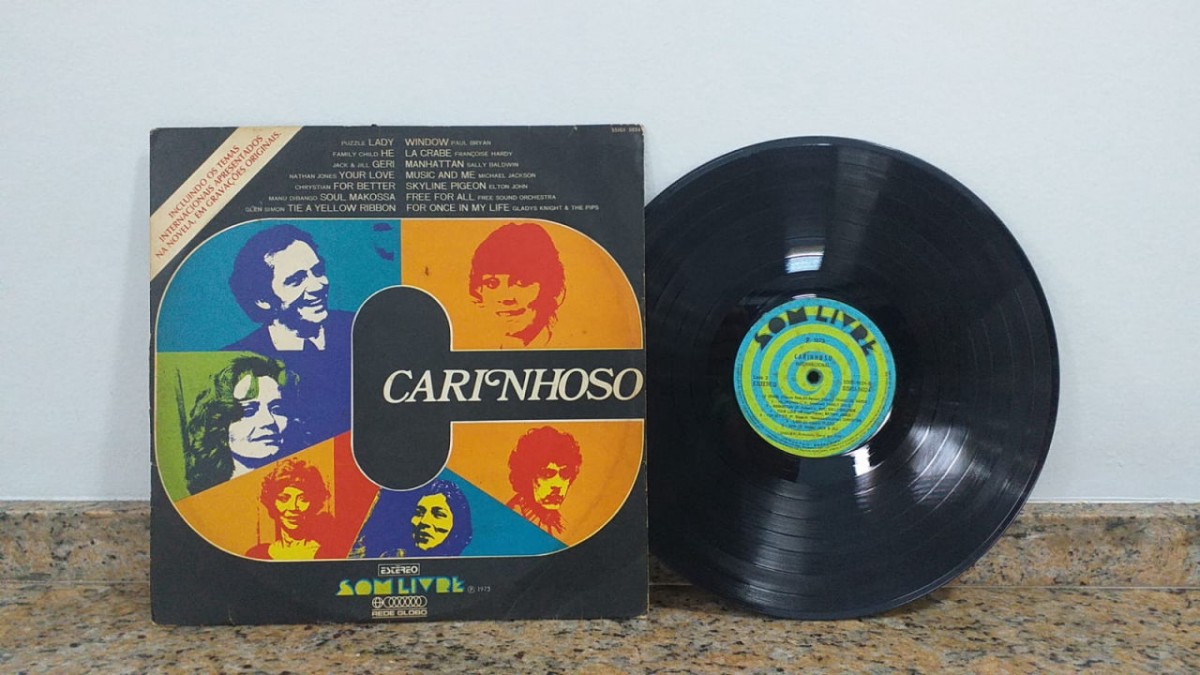 INCLUINDO OS TEMAS
INTERNACIONAIS APRESENTADOS
NA NOVELA, EM GRAVAÇÕES ORIGINAIS.
PUZZLE LADY
FAMILY CHILD HE
JACK & JILL GERI
NATHAN JONES YOUR LOVE
CHRYSTIAN FOR BETTER
MANU DIBANGO SOUL MAKOSSA
GLEN SIMON TIE A YELLOW RIBBON
WINDOW PAUL BRYAN
LA CRABE FRANÇOISE HARDY
MANHATTAN SALLY BALDWIN
MUSIC AND ME MICHAEL JACKSON
SKYLINE PIGEON ELTON JOHN
FREE FOR ALL FREE SOUND ORCHESTRA
FOR ONCE IN MY LIFE GLADYS KNIGHT & THE PIPS
CARINHOSO
ESTÉREO
SOM LIVRE ℗ 1973
REDE GLOBO
SOM LIVRE
CARINHOSO